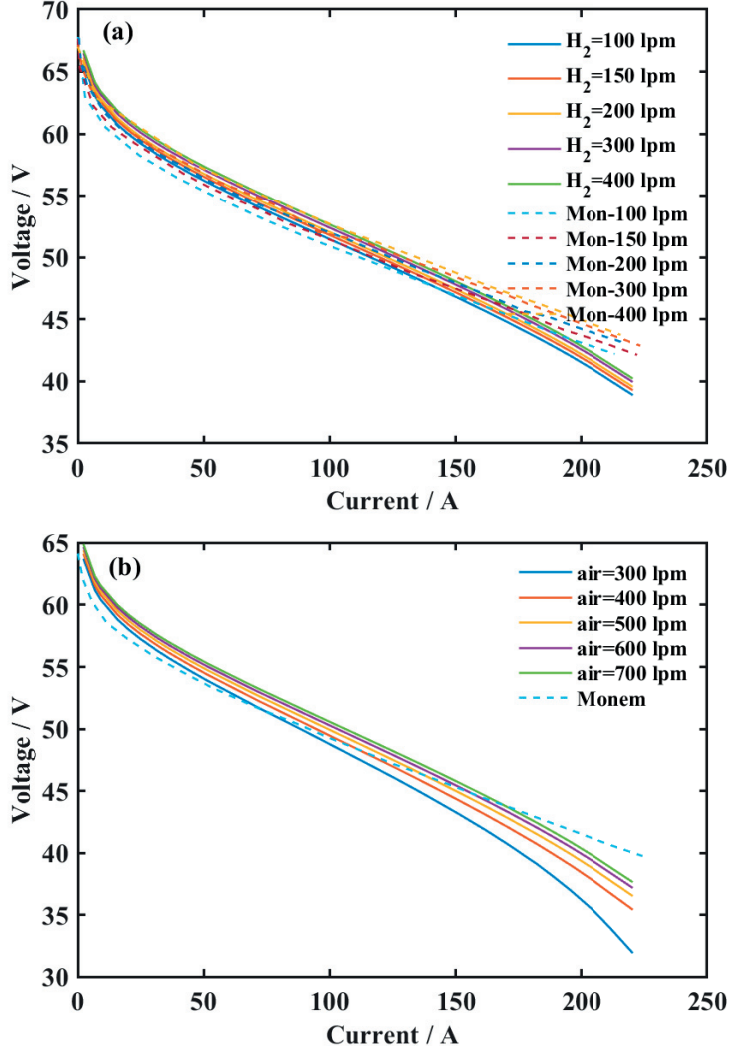 70
65
60
55
50
45
40
35
Voltage / V
(a)
H2=100 lpm
H2=150 lpm
H2=200 lpm
H2=300 lpm
H2=400 lpm
Mon-100 lpm
Mon-150 lpm
Mon-200 lpm
Mon-300 lpm
Mon-400 lpm
0 50 100 150 200 250
Current / A
65
60
55
50
45
40
35
30
Voltage / V
(b)
air=300 lpm
air=400 lpm
air=500 lpm
air=600 lpm
air=700 lpm
Monem
0 50 100 150 200 250
Current / A